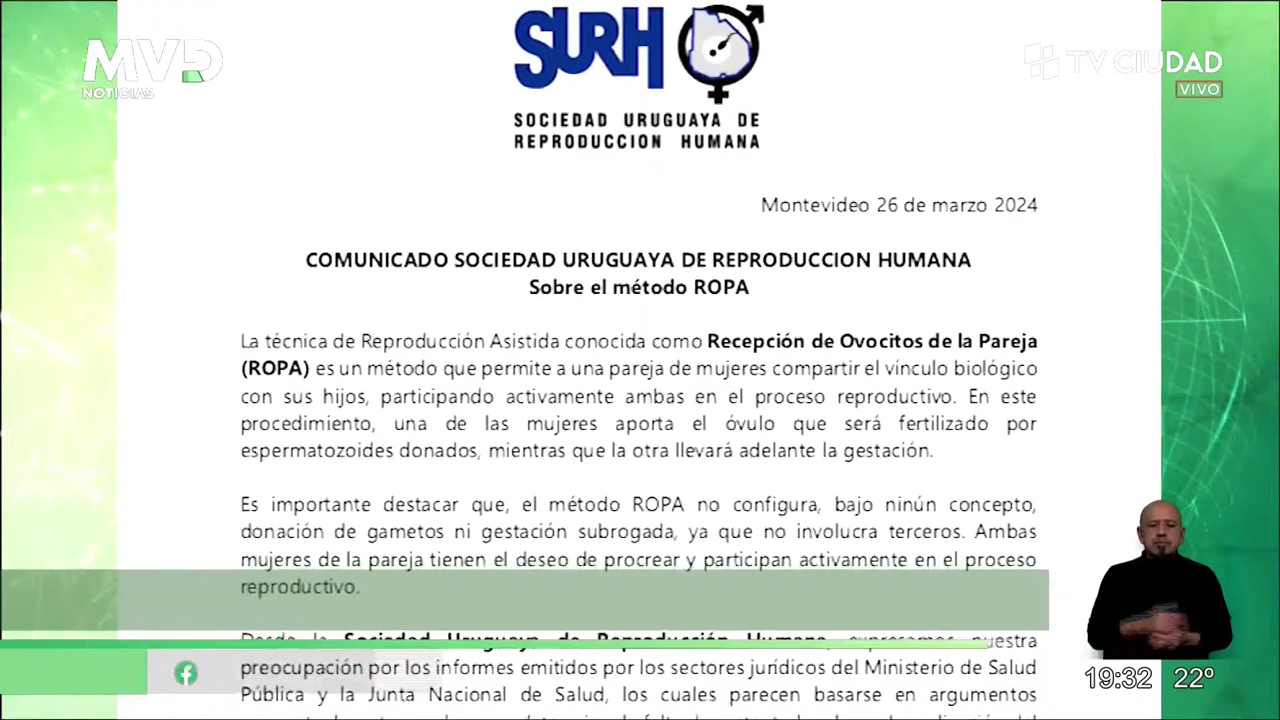 MVD
NOTICIAS
TV CIUDAD
VIVO
SURH
SOCIEDAD URUGUAYA DE
REPRODUCCION HUMANA
Montevideo 26 de marzo 2024
COMUNICADO SOCIEDAD URUGUAYA DE REPRODUCCION HUMANA
Sobre el método ROPA
La técnica de Reproducción Asistida conocida como Recepción de Ovocitos de la Pareja
(ROPA) es un método que permite a una pareja de mujeres compartir el vínculo biológico
con sus hijos, participando activamente ambas en el proceso reproductivo. En este
procedimiento, una de las mujeres aporta el óvulo que será fertilizado por
espermatozoides donados, mientras que la otra llevará adelante la gestación.
Es importante destacar que, el método ROPA no configura, bajo ninún concepto,
donación de gametos ni gestación subrogada, ya que no involucra terceros. Ambas
mujeres de la pareja tienen el deseo de procrear y participan activamente en el proceso
reproductivo.
Desde la Sociedad Uruguaya de Reproducción Humana, expresamos nuestra
preocupación por los informes emitidos por los sectores jurídicos del Ministerio de Salud
Pública y la Junta Nacional de Salud, los cuales parecen basarse en argumentos
19:32 22º